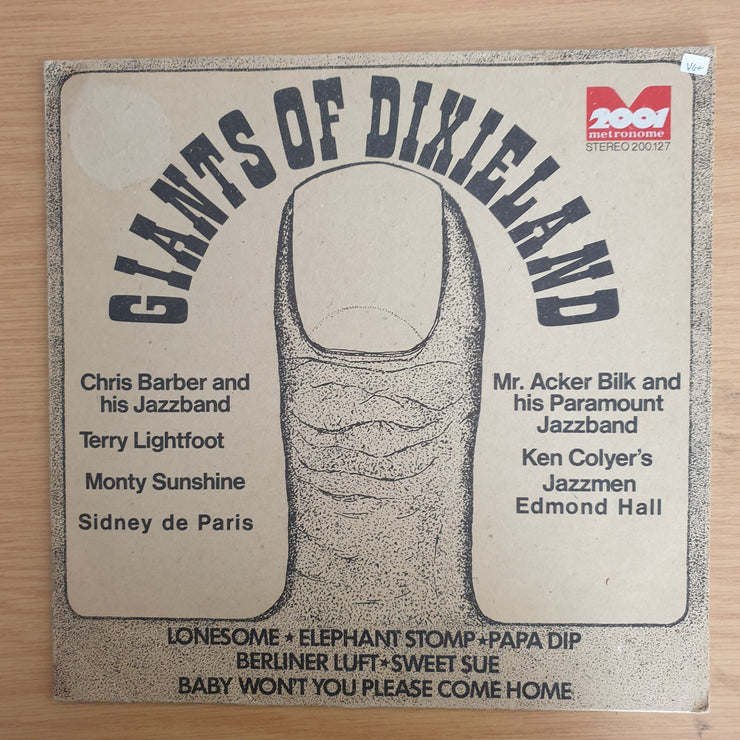 VG+
2001
metronome
STEREO 200.127
GIANTS OF DIXIELAND
Chris Barber and
his Jazzband
Terry Lightfoot
Monty Sunshine
Sidney de Paris
Mr. Acker Bilk and
his Paramount
Jazzband
Ken Colyer's
Jazzmen
Edmond Hall
LONESOME ★ ELEPHANT STOMP ★ PAPA DIP
BERLINER LUFT ★ SWEET SUE
BABY WON'T YOU PLEASE COME HOME